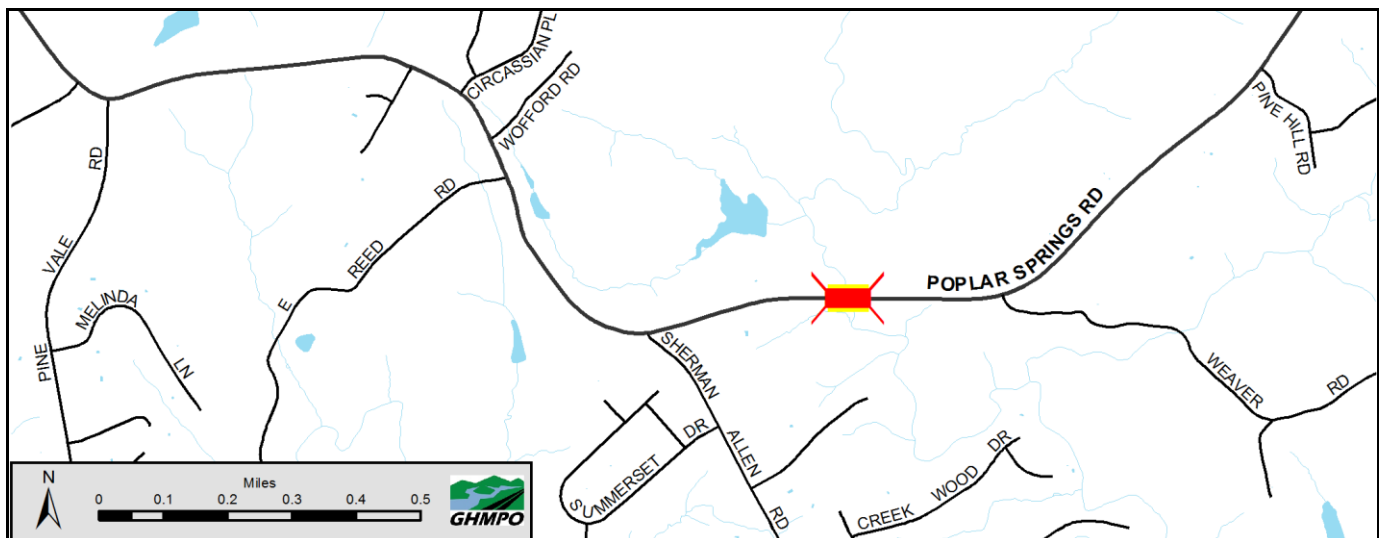 CIRCASSIAN PL
WOFFORD RD
PINE HILL RD
PINE VALE RD
E REED RD
POPLAR SPRINGS RD
MELINDA LN
SHERMAN ALLEN RD
WEAVER RD
SUMMERSET DR
CREEK WOOD DR
N
Miles
0 0.1 0.2 0.3 0.4 0.5
GHMPO